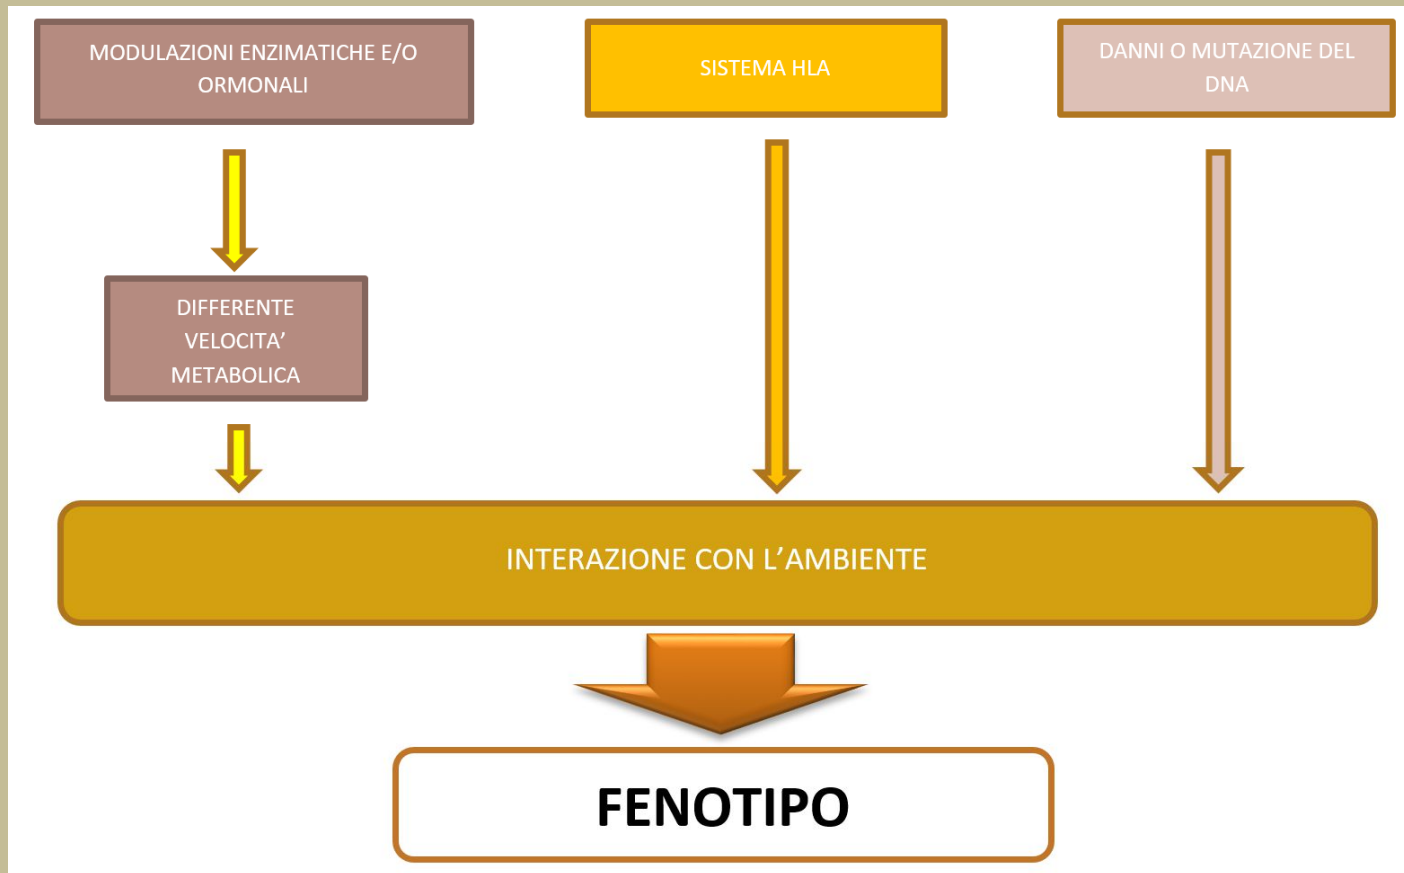 MODULAZIONI ENZIMATICHE E/O
ORMONALI
SISTEMA HLA
DANNI O MUTAZIONE DEL
DNA
DIFFERENTE
VELOCITA’
METABOLICA
INTERAZIONE CON L’AMBIENTE
FENOTIPO